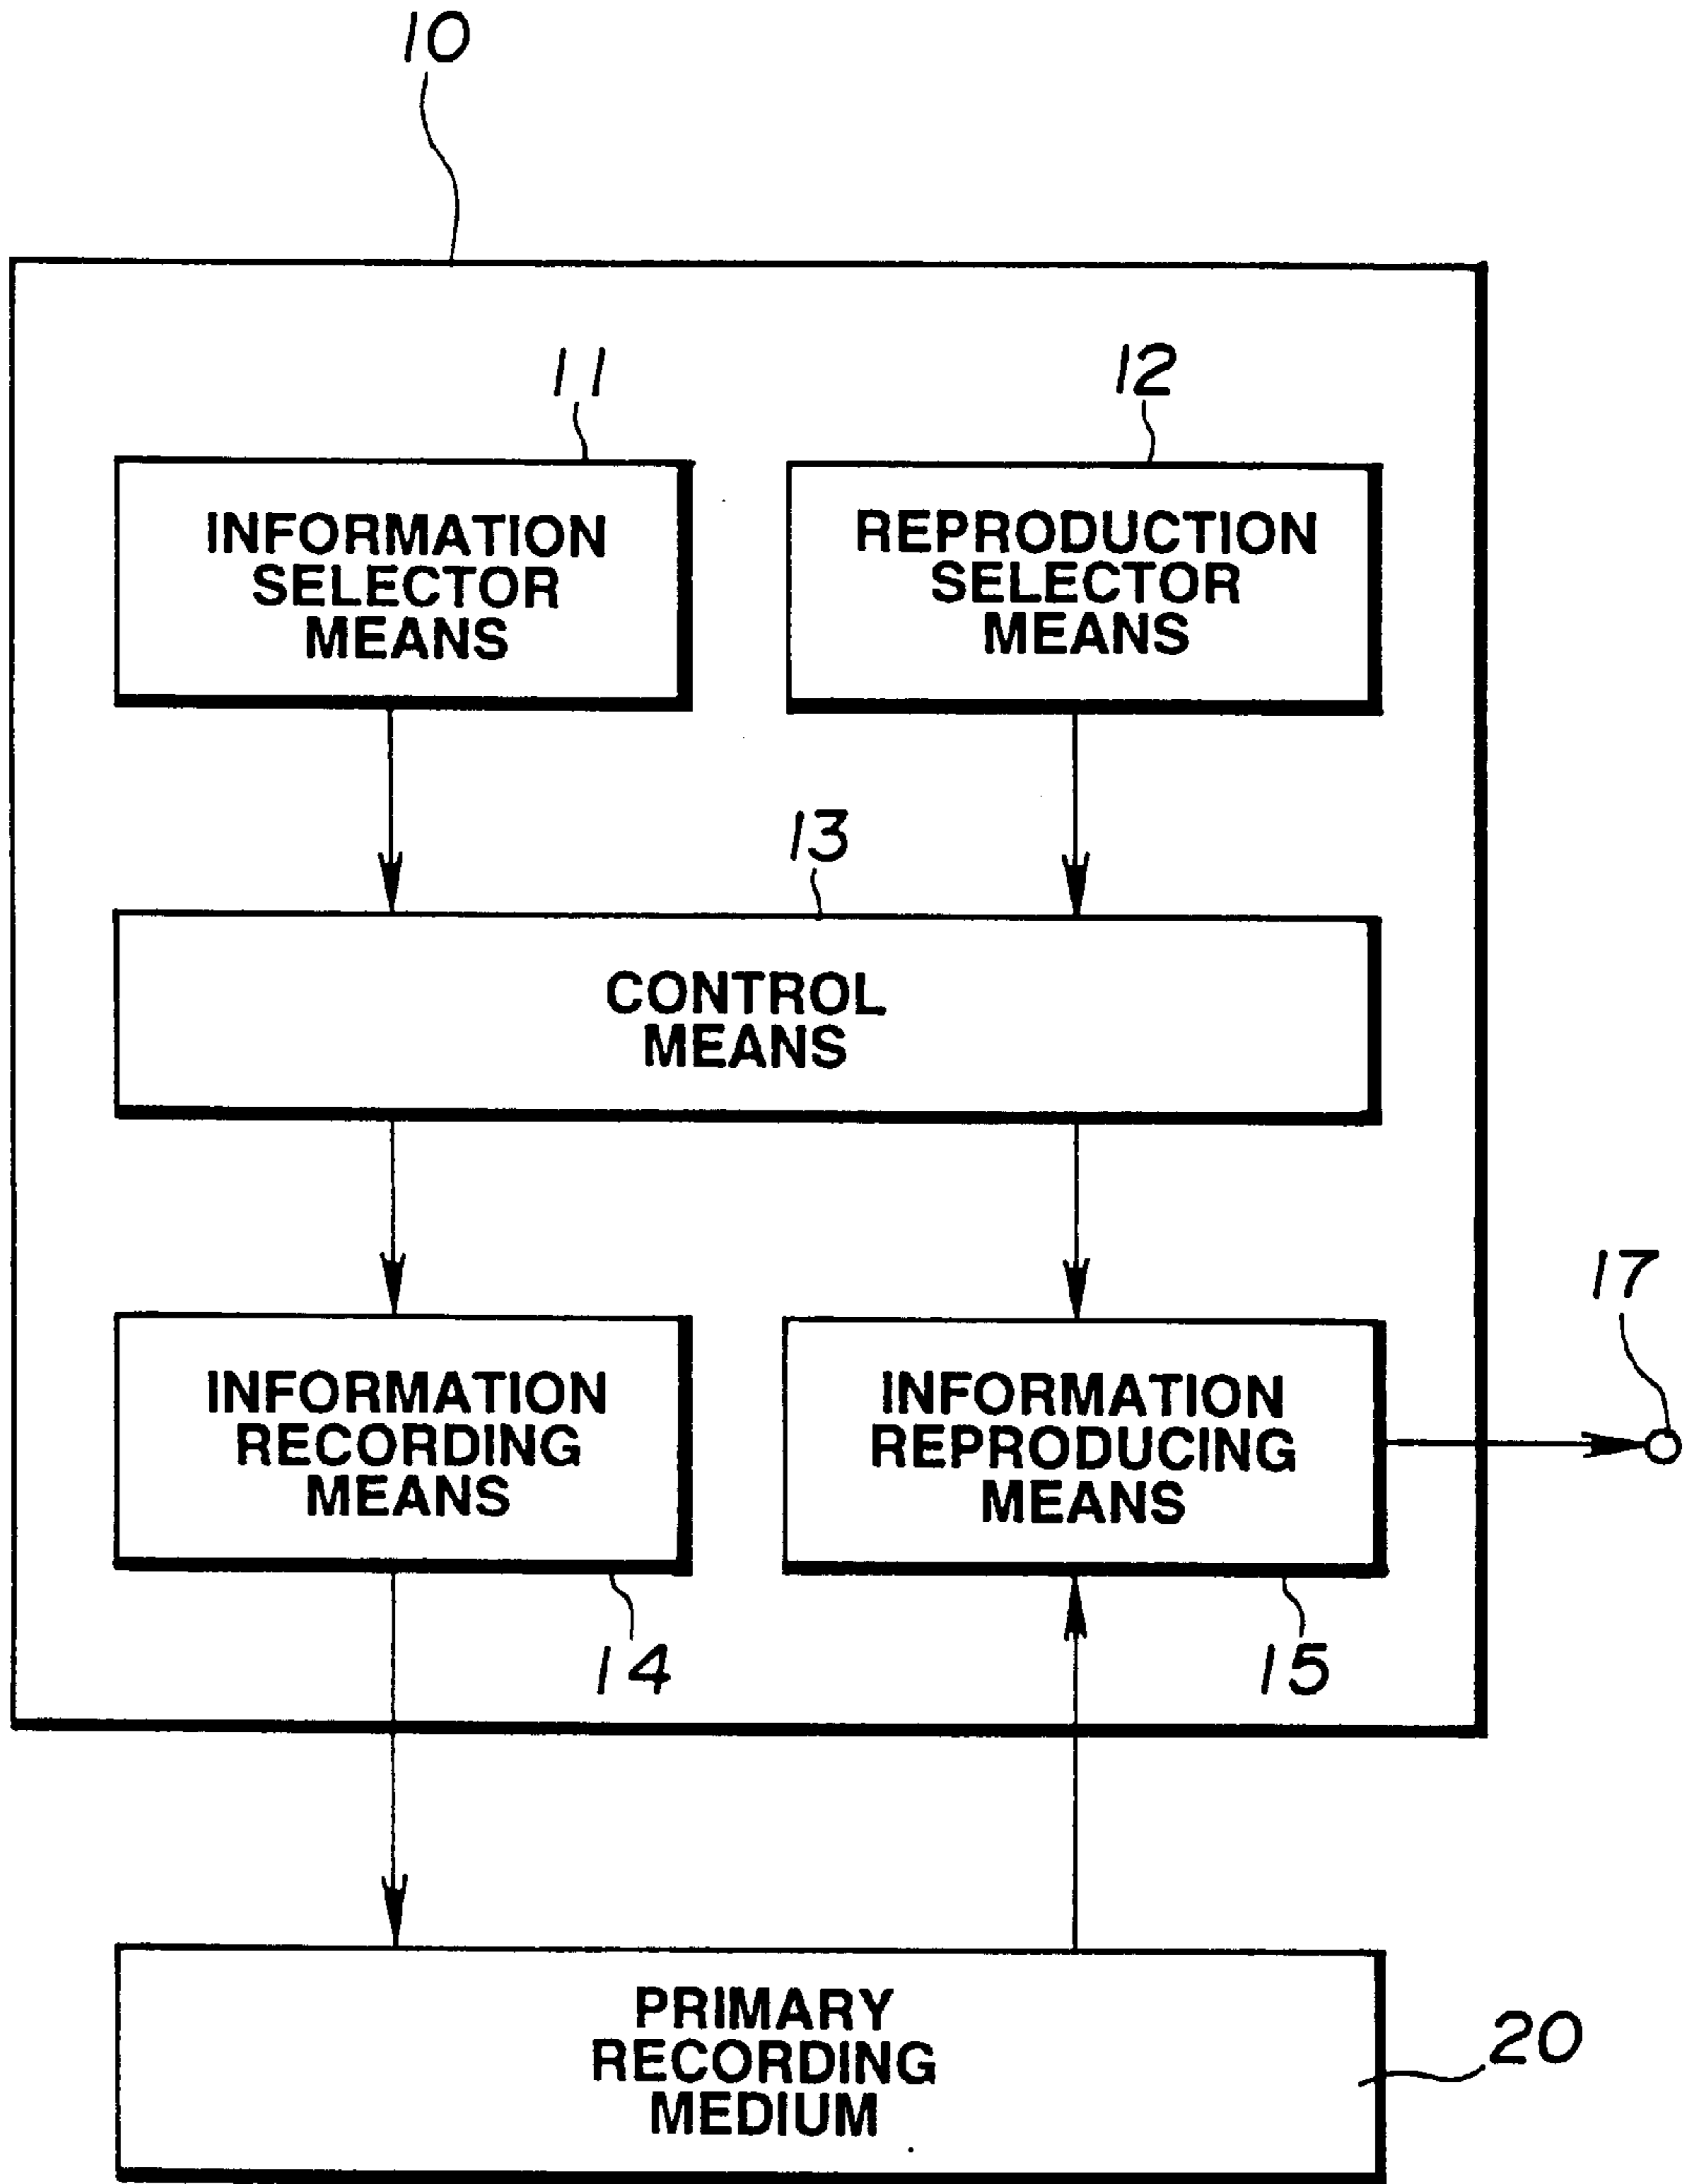 10
11
12
INFORMATION
SELECTOR
MEANS
REPRODUCTION
SELECTOR
MEANS
13
CONTROL
MEANS
17
INFORMATION
RECORDING
MEANS
INFORMATION
REPRODUCING
MEANS
14
15
PRIMARY
RECORDING
MEDIUM
20